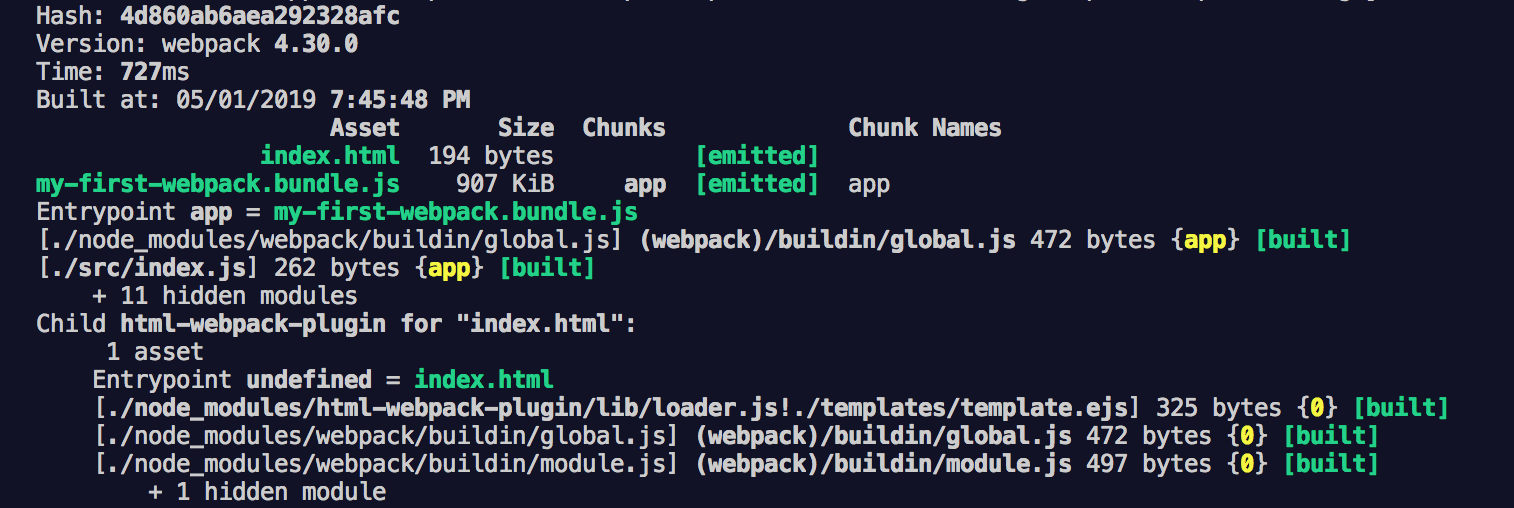 Hash: 4d860ab6aea292328afc
Version: webpack 4.30.0
Time: 727ms
Built at: 05/01/2019 7:45:48 PM
Asset Size Chunks Chunk Names
index.html 194 bytes [emitted]
my-first-webpack.bundle.js 907 KiB app [emitted] app
Entrypoint app = my-first-webpack.bundle.js
[./node_modules/webpack/buildin/global.js] (webpack)/buildin/global.js 472 bytes {app} [built]
[./src/index.js] 262 bytes {app} [built]
+ 11 hidden modules
Child html-webpack-plugin for "index.html":
1 asset
Entrypoint undefined = index.html
[./node_modules/html-webpack-plugin/lib/loader.js!./templates/template.ejs] 325 bytes {0} [built]
[./node_modules/webpack/buildin/global.js] (webpack)/buildin/global.js 472 bytes {0} [built]
[./node_modules/webpack/buildin/module.js] (webpack)/buildin/module.js 497 bytes {0} [built]
+ 1 hidden module